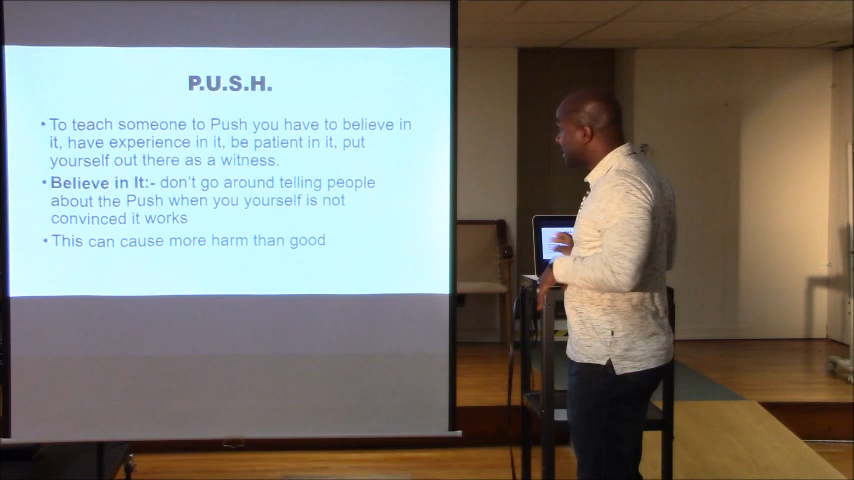 P.U.S.H.
• To teach someone to Push you have to believe in
it, have experience in it, be patient in it, put
yourself out there as a witness.
• Believe in It:- don't go around telling people
about the Push when you yourself is not
convinced it works
• This can cause more harm than good